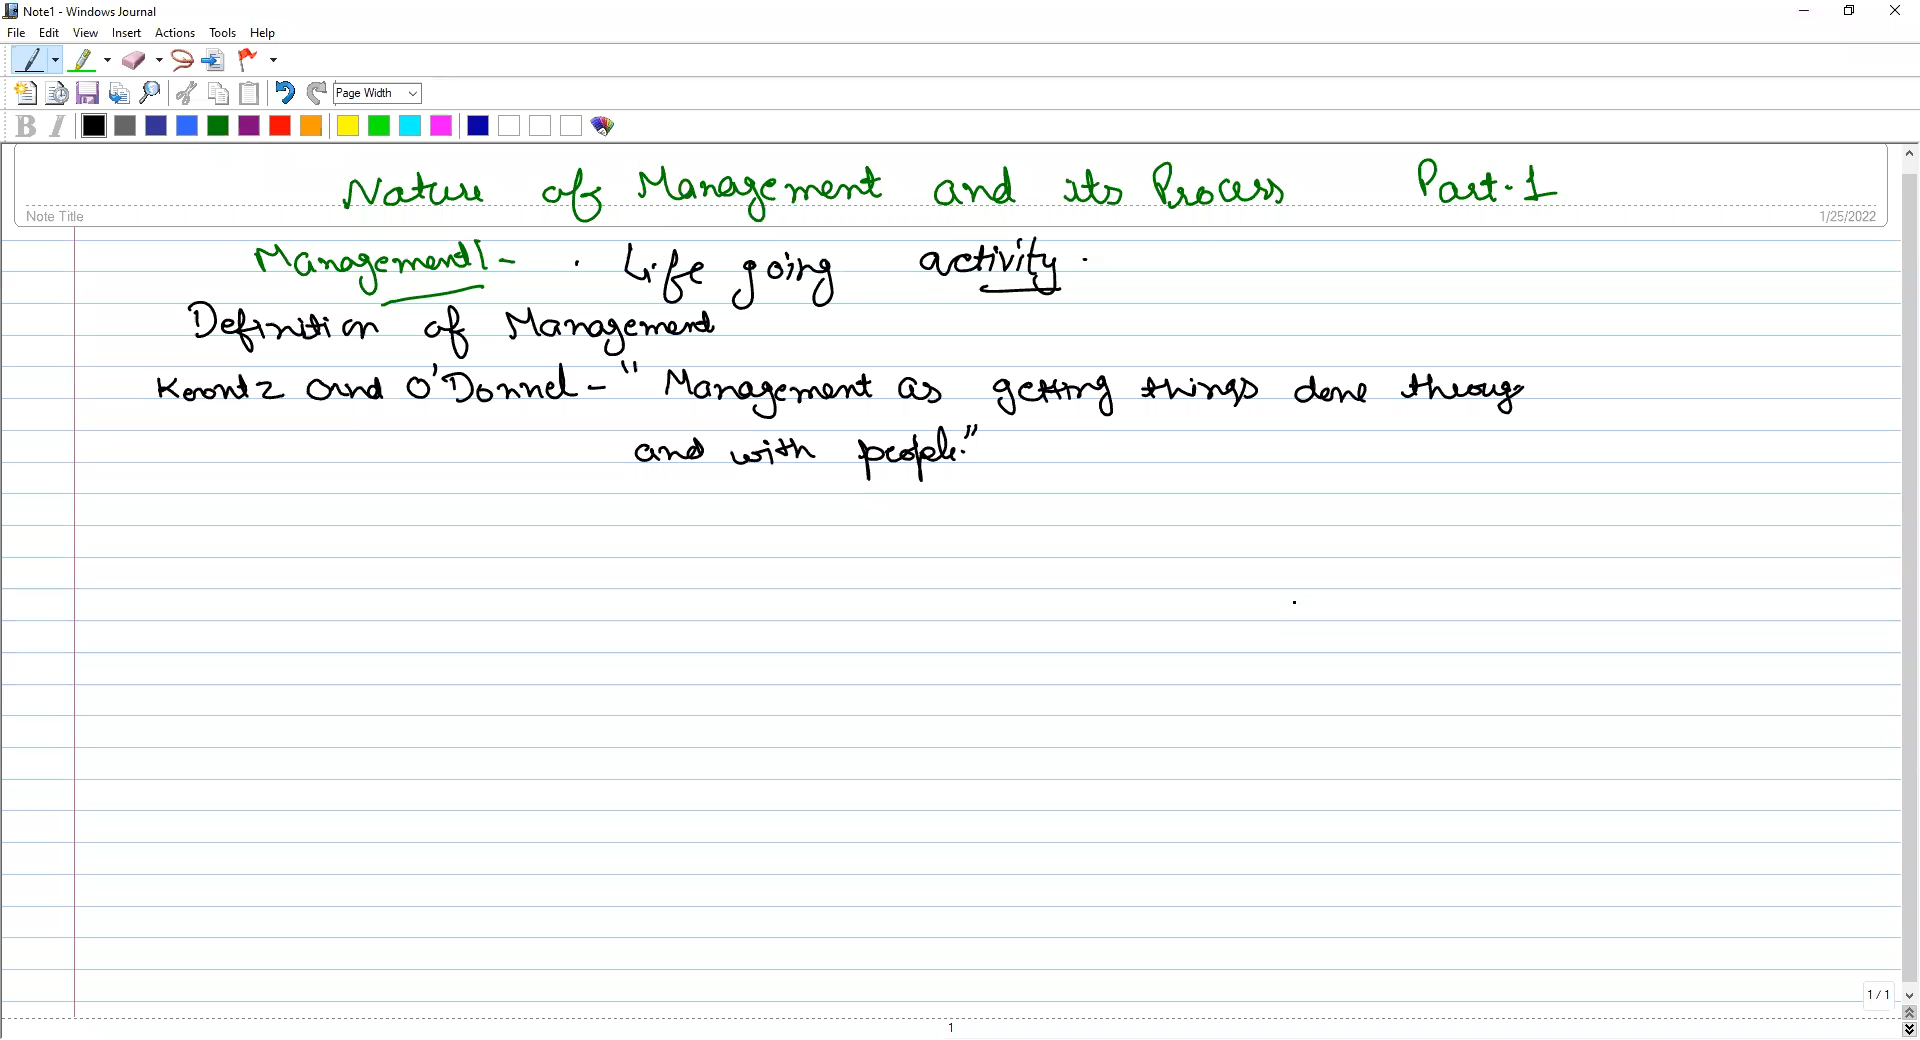 Note1 - Windows Journal
File Edit View Insert Actions Tools Help
Page Width
B I
Nature of Management and its Process Part-1
Note Title
1/25/2022
Management - . Life going activity .
Definition of Management
Koontz and O'Donnel - " Management as getting things done throug
and with people."
1 / 1
1